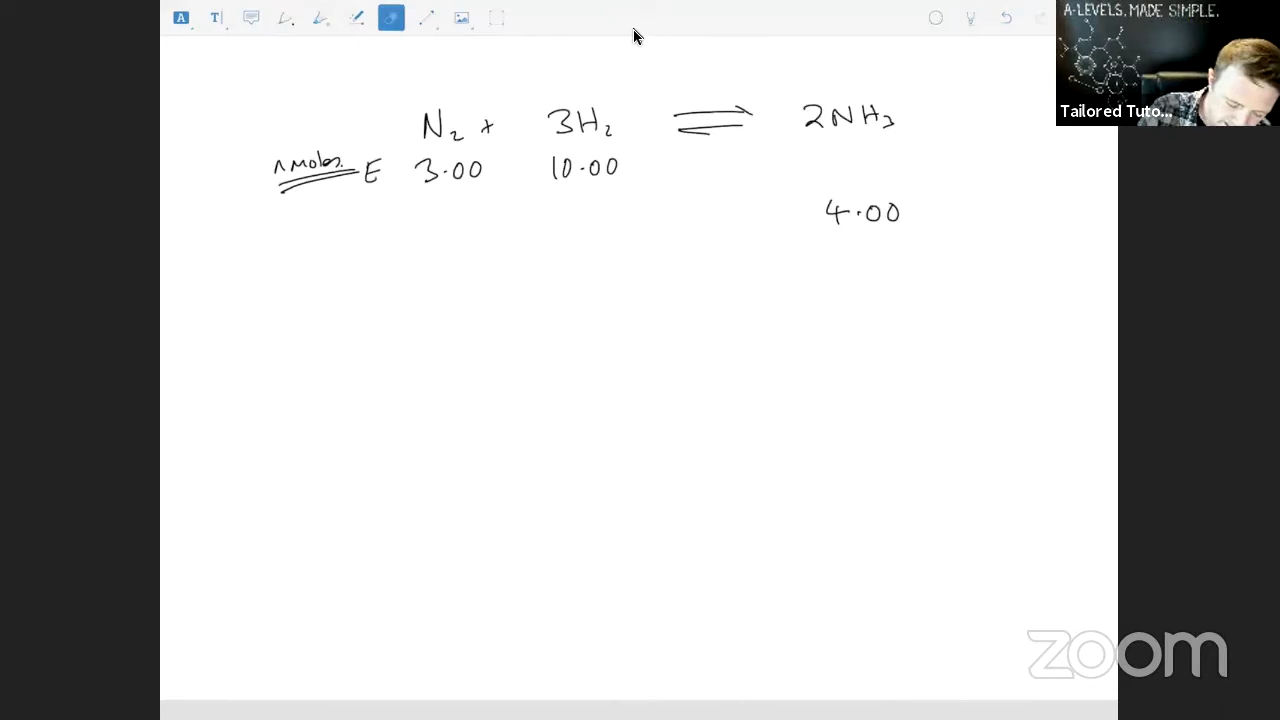 A-LEVELS. MADE SIMPLE.
Tailored Tuto...
A T
N₂ + 3H₂ ⇌ 2NH₃
n moles. E 3.00 10.00
4.00
zoom